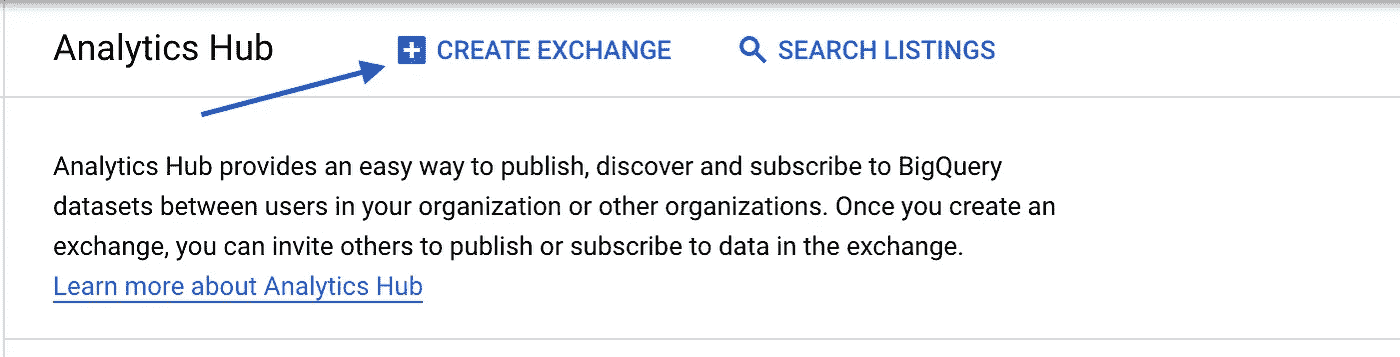 Analytics Hub CREATE EXCHANGE SEARCH LISTINGS
Analytics Hub provides an easy way to publish, discover and subscribe to BigQuery
datasets between users in your organization or other organizations. Once you create an
exchange, you can invite others to publish or subscribe to data in the exchange.
Learn more about Analytics Hub